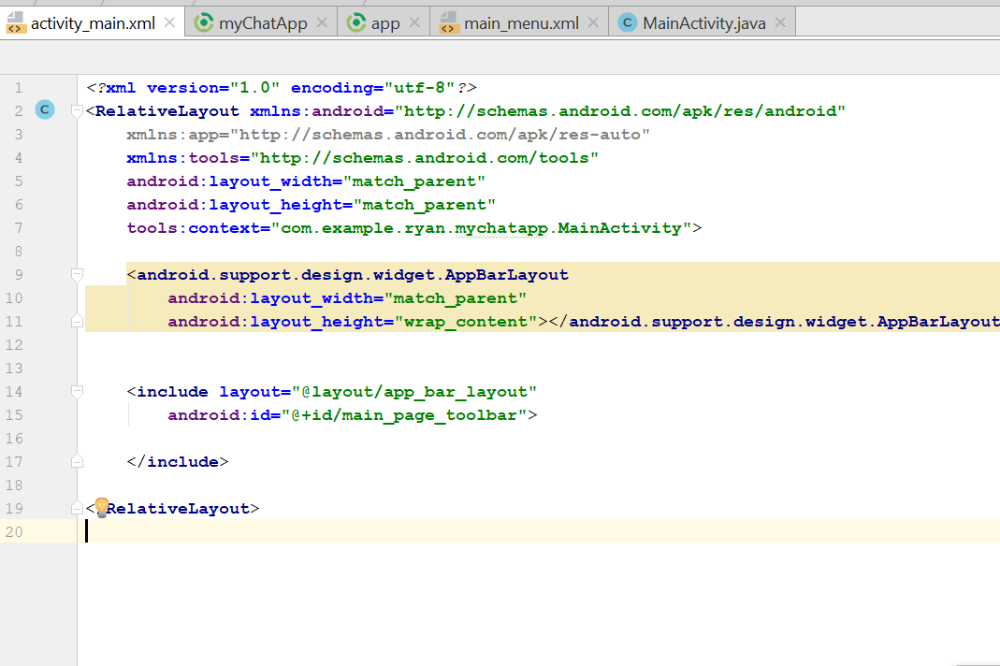 activity_main.xml myChatApp app main_menu.xml MainActivity.java
1 <?xml version="1.0" encoding="utf-8"?>
2 <RelativeLayout xmlns:android="http://schemas.android.com/apk/res/android"
3 xmlns:app="http://schemas.android.com/apk/res-auto"
4 xmlns:tools="http://schemas.android.com/tools"
5 android:layout_width="match_parent"
6 android:layout_height="match_parent"
7 tools:context="com.example.ryan.mychatapp.MainActivity">
8
9 <android.support.design.widget.AppBarLayout
10 android:layout_width="match_parent"
11 android:layout_height="wrap_content"></android.support.design.widget.AppBarLayout
12
13
14 <include layout="@layout/app_bar_layout"
15 android:id="@+id/main_page_toolbar">
16
17 </include>
18
19 <RelativeLayout>
20